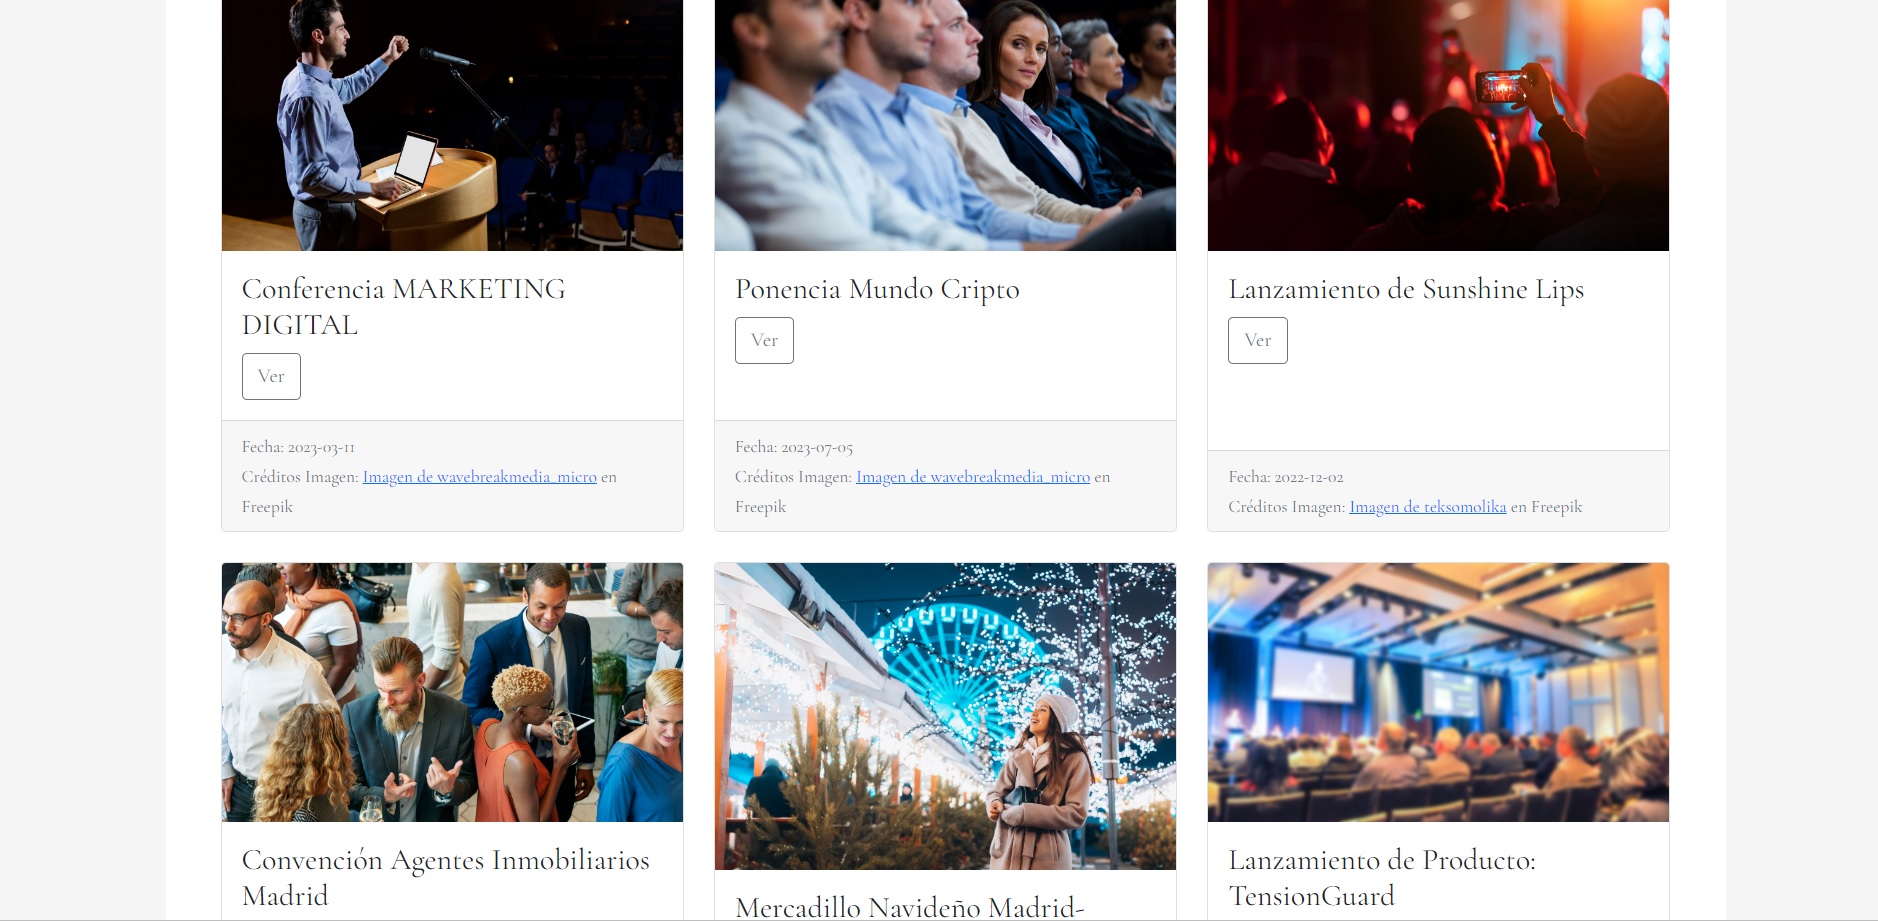 Conferencia MARKETING
DIGITAL
Ver
Fecha: 2023-03-11
Créditos Imagen: Imagen de wavebreakmedia_micro en
Freepik
Ponencia Mundo Cripto
Ver
Fecha: 2023-07-05
Créditos Imagen: Imagen de wavebreakmedia_micro en
Freepik
Lanzamiento de Sunshine Lips
Ver
Fecha: 2022-12-02
Créditos Imagen: Imagen de teksomolika en Freepik
Convención Agentes Inmobiliarios
Madrid
Mercadillo Navideño Madrid-
Lanzamiento de Producto:
TensionGuard